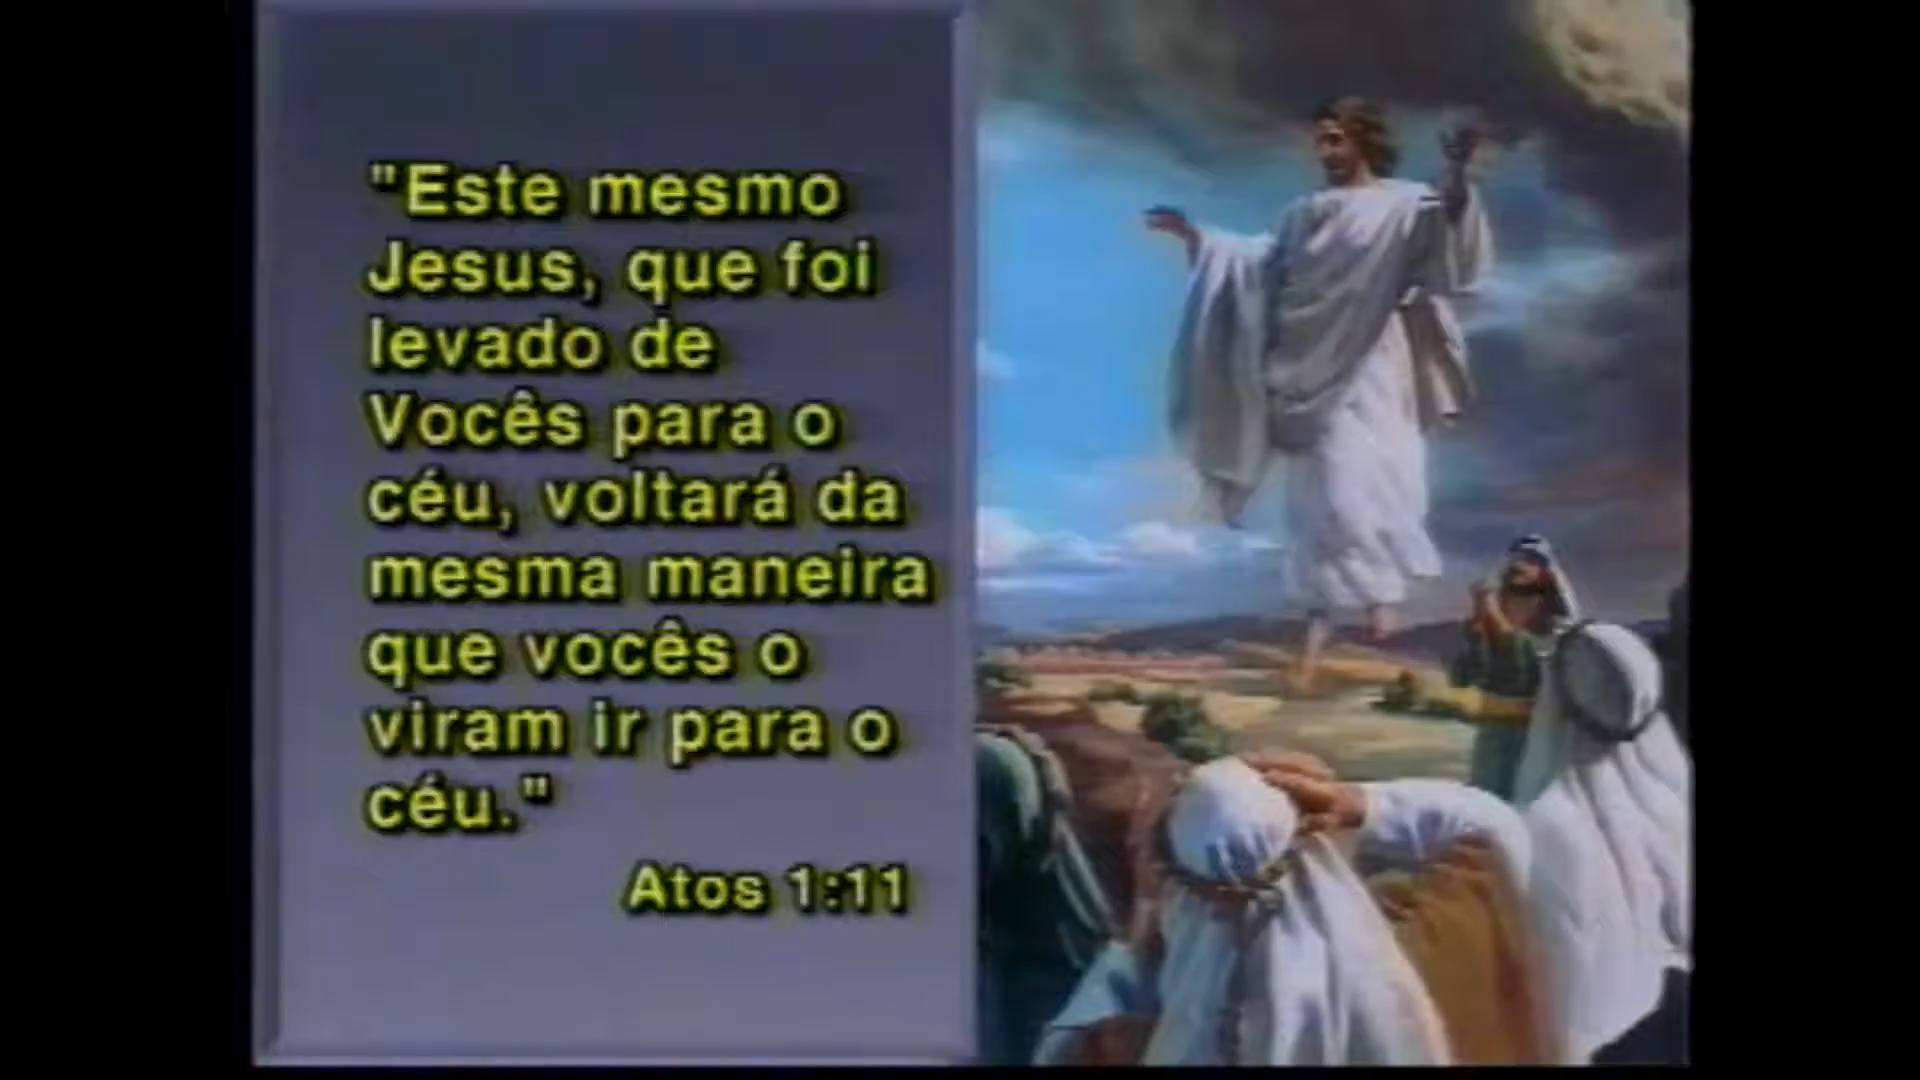 "Este mesmo
Jesus, que foi
levado de
Vocês para o
céu, voltará da
mesma maneira
que vocês o
viram ir para o
céu."
Atos 1:11